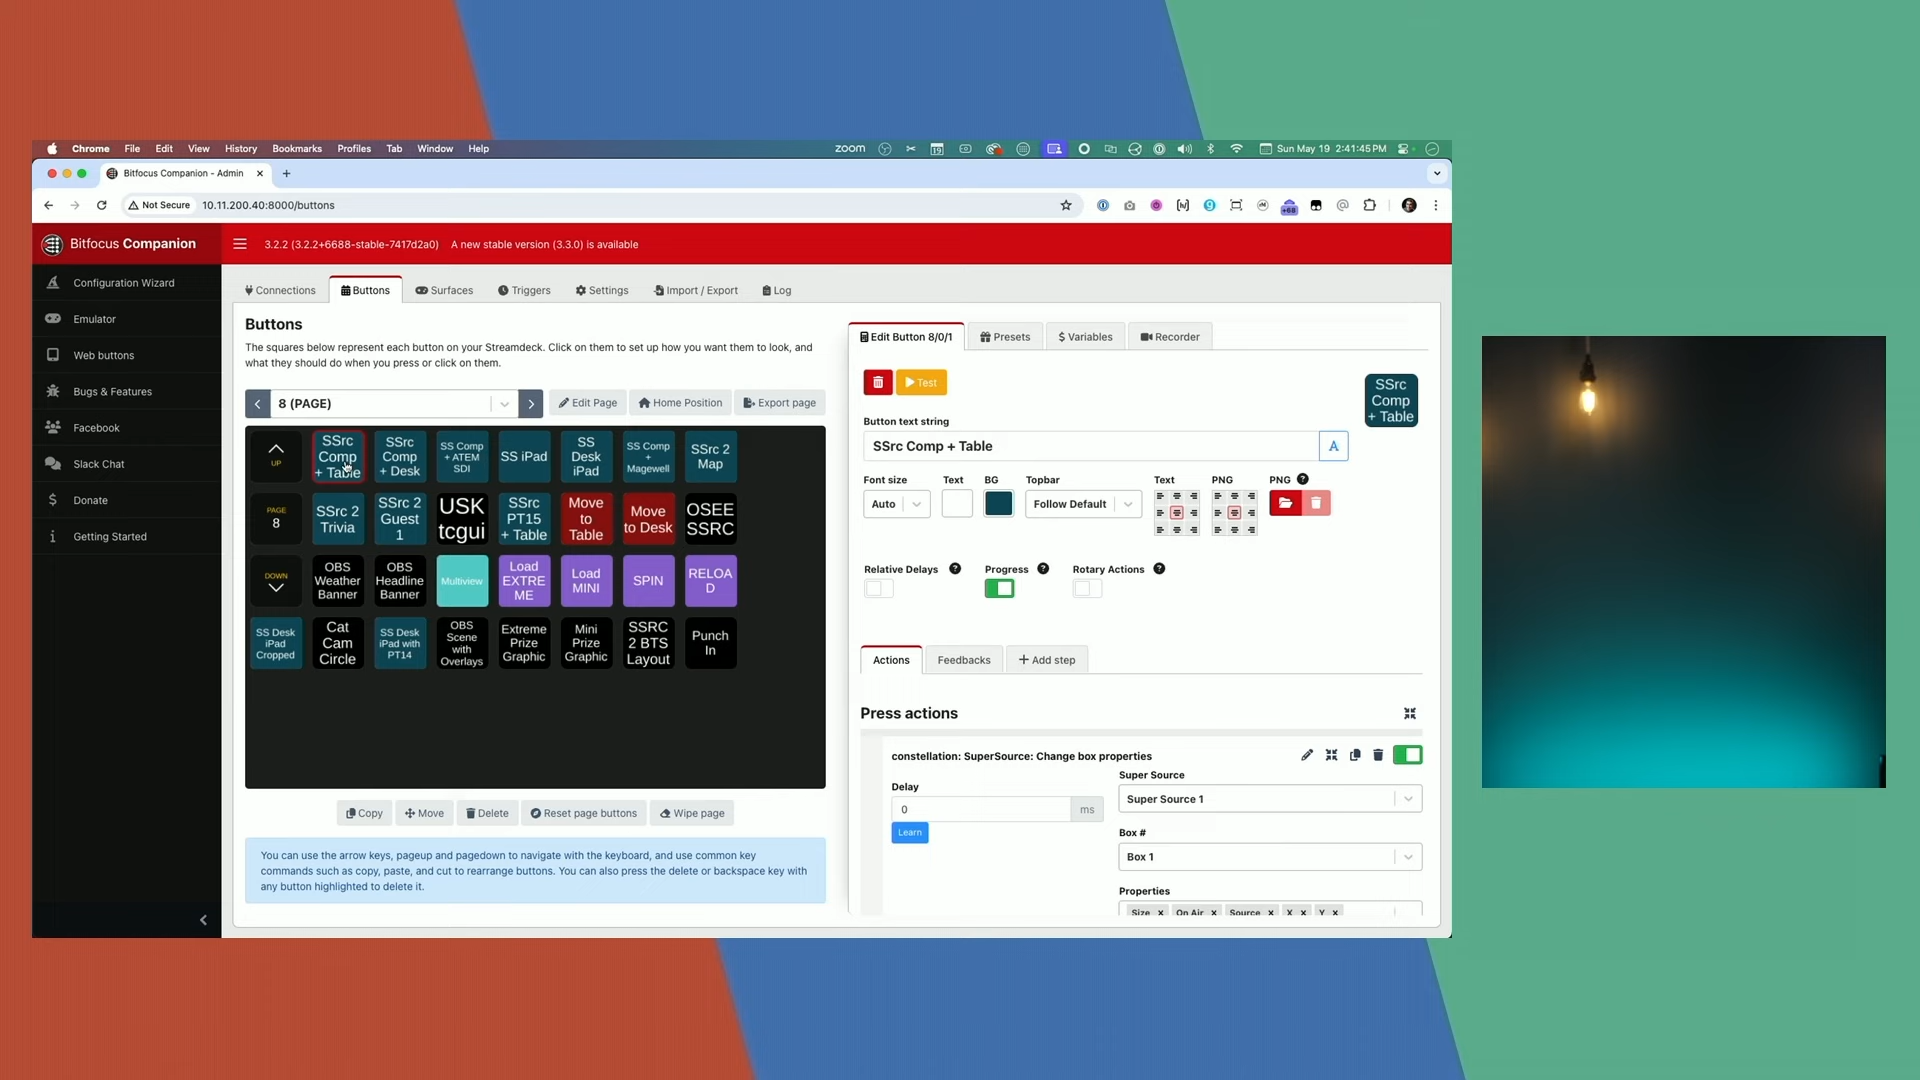 Chrome File Edit View History Bookmarks Profiles Tab Window Help
zoom
19
Sun May 19 2:41:45 PM
Bitfocus Companion - Admin
Not Secure
10.11.200.40:8000/buttons
+68
Bitfocus Companion
3.2.2 (3.2.2+6688-stable-7417d2a0)
A new stable version (3.3.0) is available
Configuration Wizard
Emulator
Web buttons
Bugs & Features
Facebook
Slack Chat
Donate
Getting Started
Connections
Buttons
Surfaces
Triggers
Settings
Import / Export
Log
Buttons
The squares below represent each button on your Streamdeck. Click on them to set up how you want them to look, and
what they should do when you press or click on them.
8 (PAGE)
Edit Page
Home Position
Export page
UP
SSrc
Comp
+ Table
SSrc
Comp
+ Desk
SS Comp
+ ATEM
SDI
SS iPad
SS
Desk
iPad
SS Comp
+
Magewell
SSrc 2
Map
PAGE
8
SSrc 2
Trivia
SSrc 2
Guest
1
USK
tcgui
SSrc
PT15
+ Table
Move
to
Table
Move
to Desk
OSEE
SSRC
DOWN
OBS
Weather
Banner
OBS
Headline
Banner
Multiview
Load
EXTRE
ME
Load
MINI
SPIN
RELOA
D
SS Desk
iPad
Cropped
Cat
Cam
Circle
SS Desk
iPad with
PT14
OBS
Scene
with
Overlays
Extreme
Prize
Graphic
Mini
Prize
Graphic
SSRC
2 BTS
Layout
Punch
In
Copy
Move
Delete
Reset page buttons
Wipe page
You can use the arrow keys, pageup and pagedown to navigate with the keyboard, and use common key
commands such as copy, paste, and cut to rearrange buttons. You can also press the delete or backspace key with
any button highlighted to delete it.
Edit Button 8/0/1
Presets
Variables
Recorder
Test
SSrc
Comp
+ Table
Button text string
SSrc Comp + Table
A
Font size
Text
BG
Topbar
Text
PNG
PNG
Auto
Follow Default
Relative Delays
Progress
Rotary Actions
Actions
Feedbacks
Add step
Press actions
constellation: SuperSource: Change box properties
Delay
0
ms
Learn
Super Source
Super Source 1
Box #
Box 1
Properties
Size × On Air × Source × X × Y ×